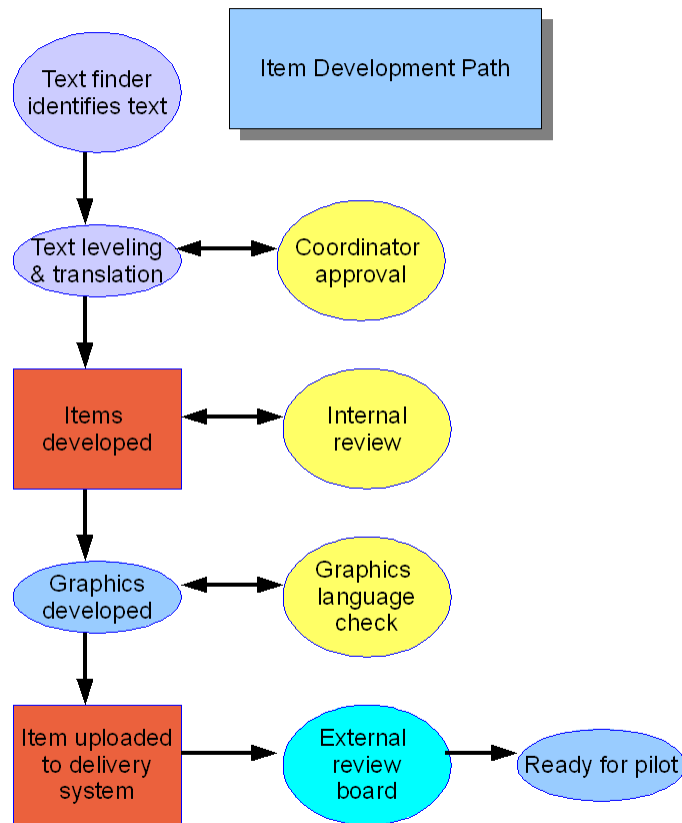 Item Development Path
Text finder
identifies text
Text leveling
& translation
Coordinator
approval
Items
developed
Internal
review
Graphics
developed
Graphics
language
check
Item uploaded
to delivery
system
External
review
board
Ready for pilot